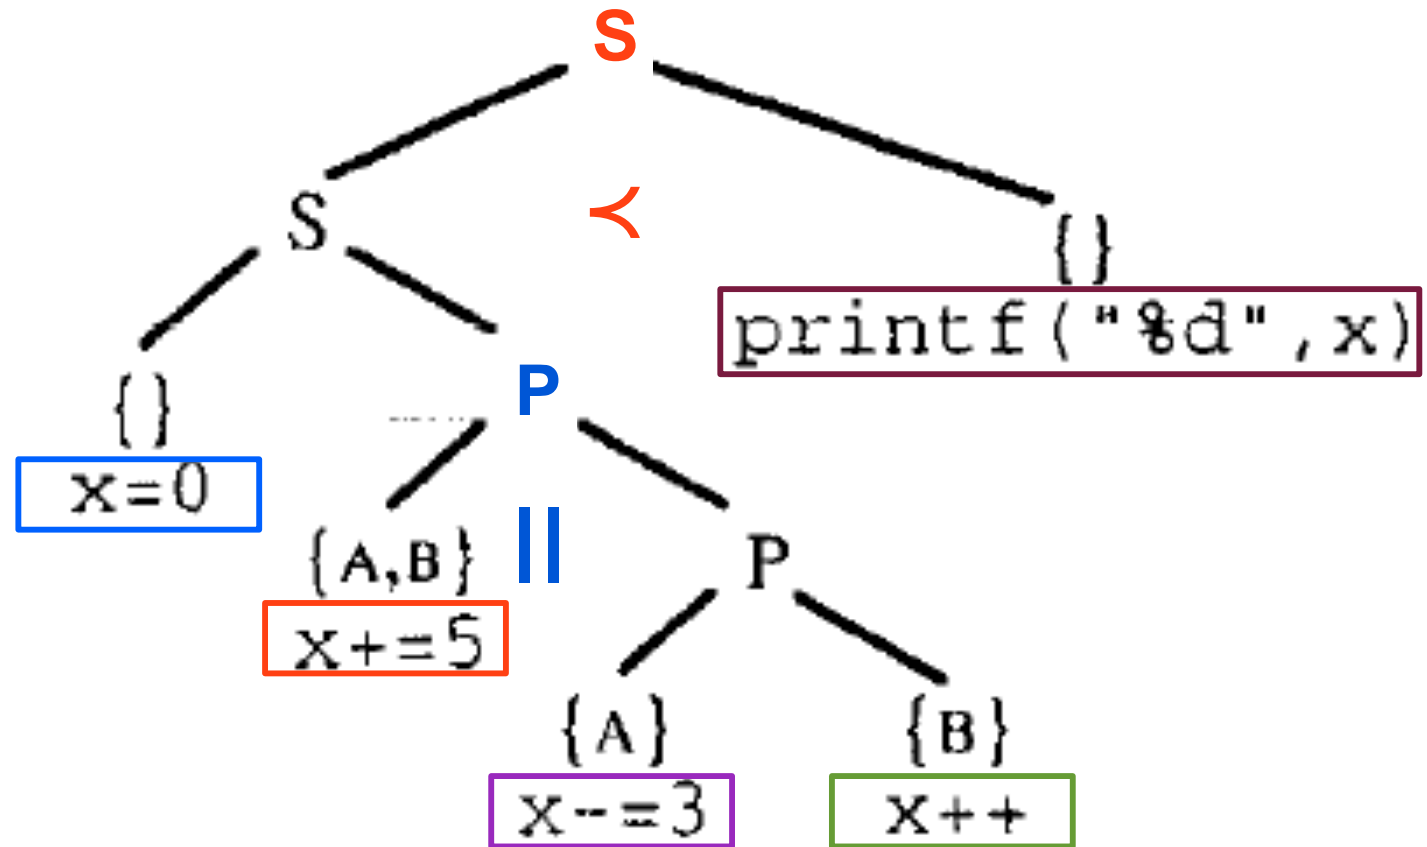 S
S
≺
{}
printf("%d",x)
P
{}
x=0
{A,B}
||
P
x+=5
{A}
{B}
x-=3
x++